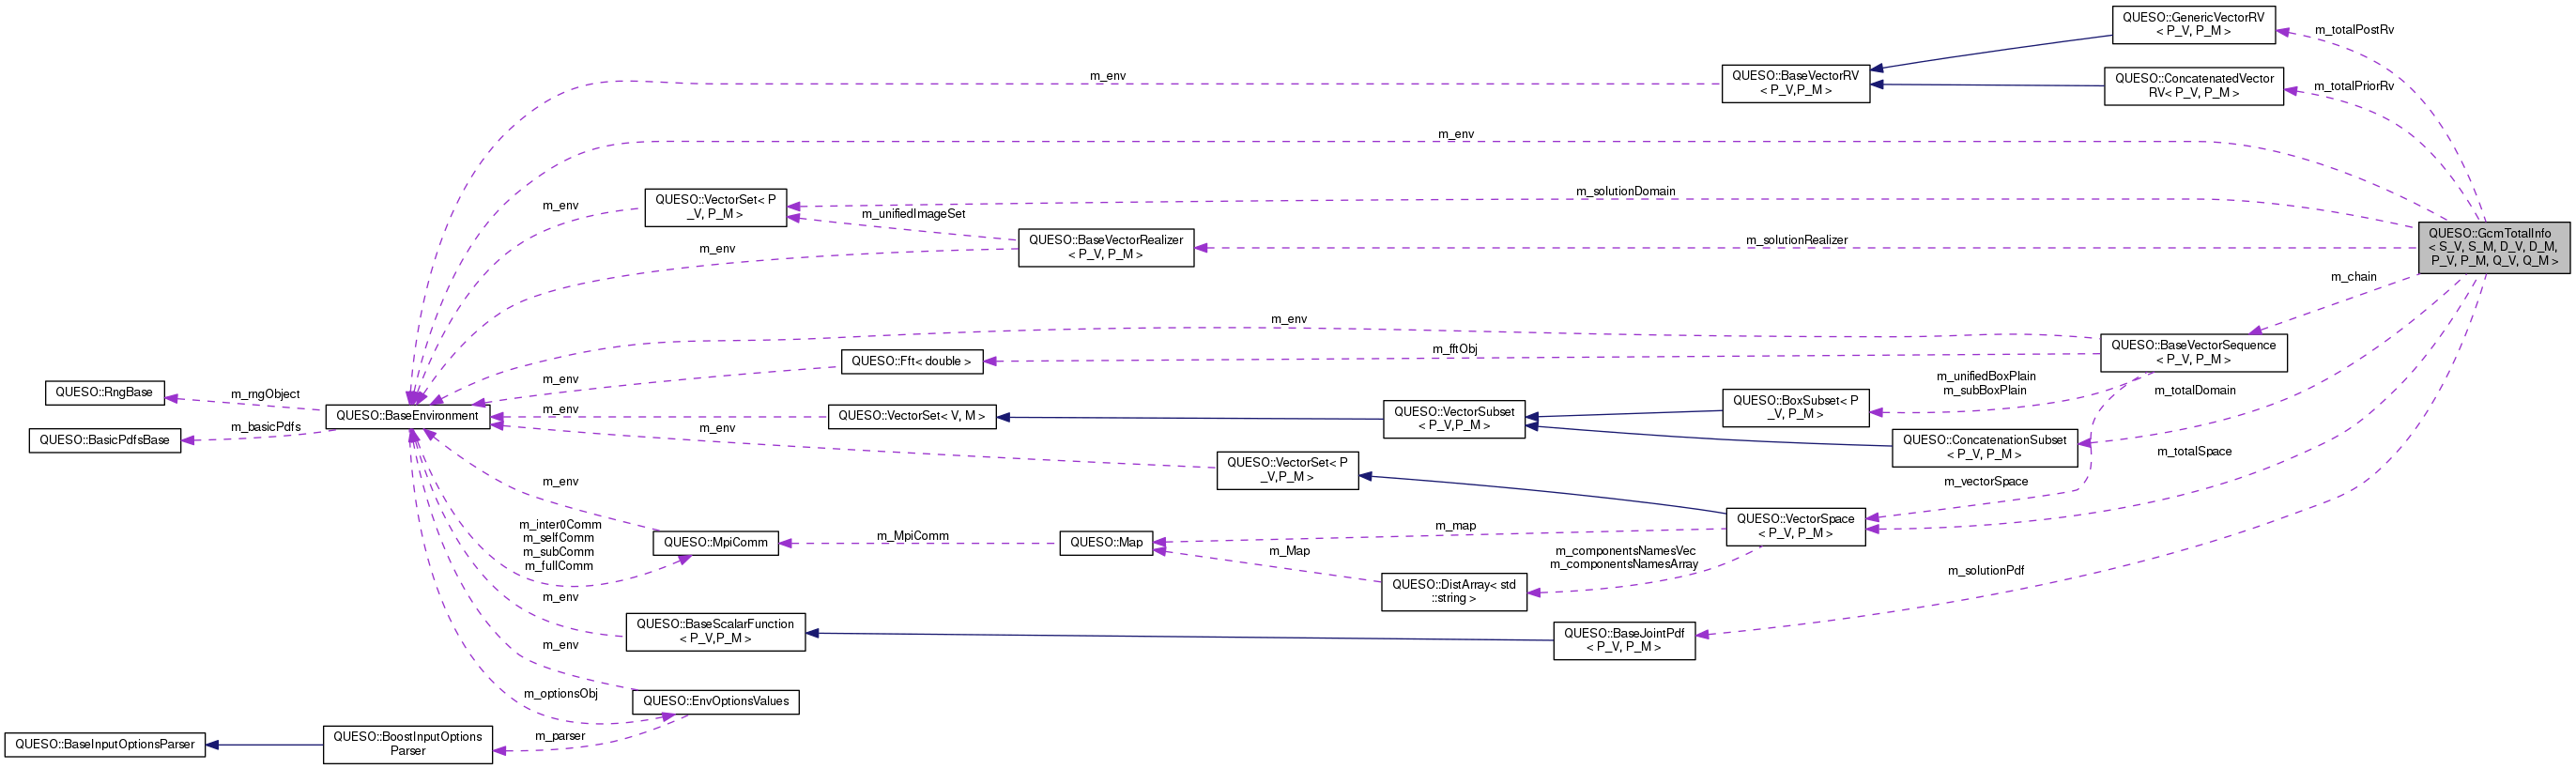 QUESO::GenericVectorRV
< P_V, P_M >
m_totalPostRv
m_env
QUESO::BaseVectorRV
< P_V,P_M >
QUESO::ConcatenatedVector
RV< P_V, P_M >
m_totalPriorRv
m_env
QUESO::VectorSet< P
_V, P_M >
m_solutionDomain
m_env
m_unifiedImageSet
QUESO::BaseVectorRealizer
< P_V, P_M >
m_env
m_solutionRealizer
QUESO::GcmTotalInfo
< S_V, S_M, D_V, D_M,
P_V, P_M, Q_V, Q_M >
m_chain
m_env
QUESO::BaseVectorSequence
< P_V, P_M >
m_fftObj
QUESO::Fft< double >
m_env
m_unifiedBoxPlain
m_subBoxPlain
m_totalDomain
QUESO::RngBase
m_rngObject
QUESO::BaseEnvironment
m_env
QUESO::VectorSet< V, M >
QUESO::VectorSubset
< P_V,P_M >
QUESO::BoxSubset< P
_V, P_M >
QUESO::BasicPdfsBase
m_basicPdfs
m_env
QUESO::ConcatenationSubset
< P_V, P_M >
m_totalSpace
QUESO::VectorSet< P
_V,P_M >
m_env
m_vectorSpace
m_inter0Comm
m_selfComm
m_subComm
m_fullComm
QUESO::MpiComm
m_MpiComm
QUESO::Map
m_map
QUESO::VectorSpace
< P_V, P_M >
m_Map
m_componentsNamesVec
m_componentsNamesArray
m_solutionPdf
QUESO::DistArray< std
::string >
m_env
QUESO::BaseScalarFunction
< P_V,P_M >
QUESO::BaseJointPdf
< P_V, P_M >
m_env
m_optionsObj
QUESO::EnvOptionsValues
QUESO::BaseInputOptionsParser
QUESO::BoostInputOptions
Parser
m_parser